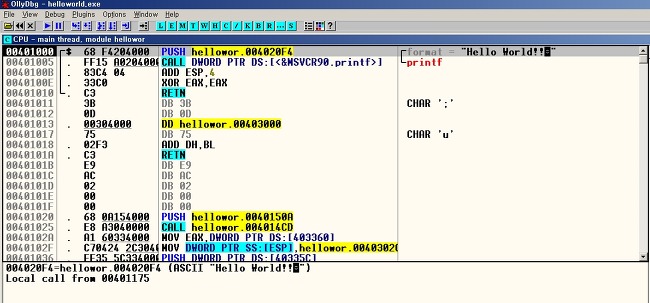 OllyDbg - helloworld.exe
File View Debug Plugins Options Window Help
L E M T W H C / K B R ... S
C CPU - main thread, module hellowor
00401000 $ 68 F4204000 PUSH hellowor.004020F4 format = "Hello World!!"
00401005 . FF15 A0204000 CALL DWORD PTR DS:[<&MSVCR90.printf>] printf
0040100B . 83C4 04 ADD ESP,4
0040100E . 33C0 XOR EAX,EAX
00401010 . C3 RETN
00401011 3B DB 3B CHAR ';'
00401012 0D DB 0D
00401013 . 00304000 DD hellowor.00403000
00401017 75 DB 75 CHAR 'u'
00401018 . 02F3 ADD DH,BL
0040101A . C3 RETN
0040101B E9 DB E9
0040101C AC DB AC
0040101D 02 DB 02
0040101E 00 DB 00
0040101F 00 DB 00
00401020 . 68 0A154000 PUSH hellowor.0040150A
00401025 . E8 A3040000 CALL hellowor.004014CD
0040102A . A1 60334000 MOV EAX,DWORD PTR DS:[403360]
0040102F . C70424 2C3040 MOV DWORD PTR SS:[ESP],hellowor.0040302C
00401036 . FF35 5C334000 PUSH DWORD PTR DS:[40335C]
004020F4=hellowor.004020F4 (ASCII "Hello World!!")
Local call from 00401175